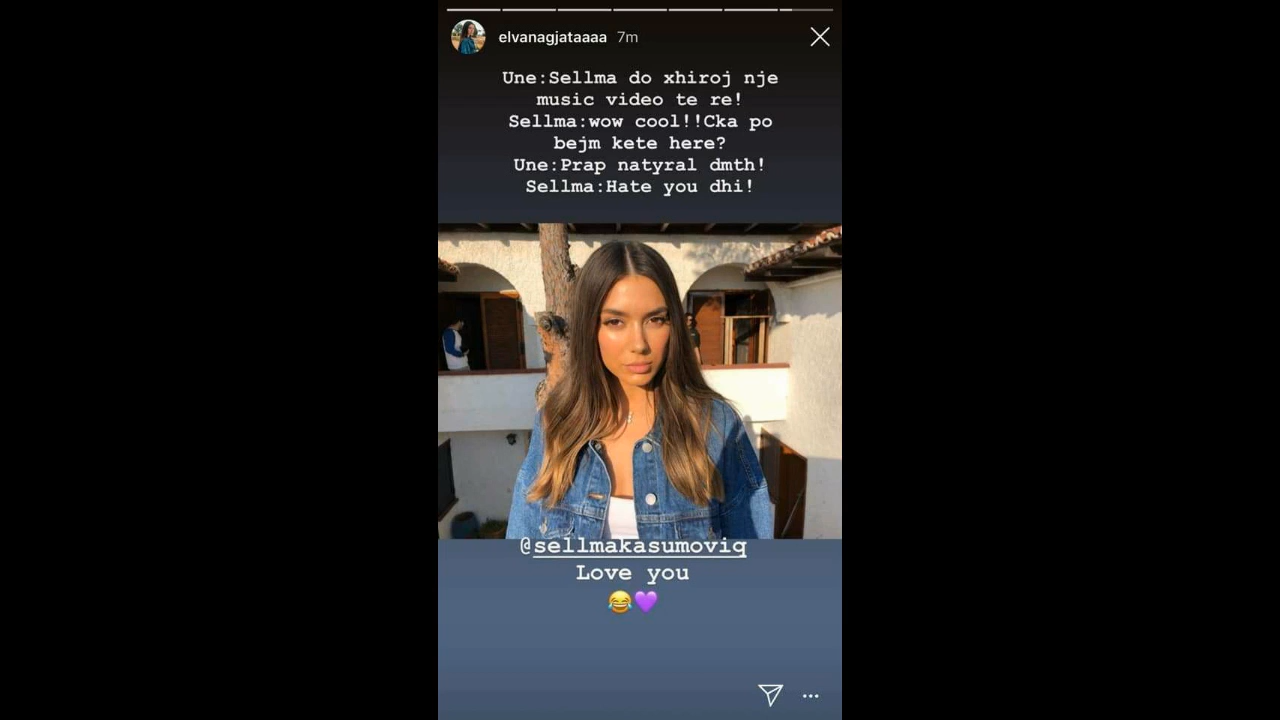 elvanagjataaaa 7m
Une:Sellma do xhiroj nje
music video te re!
Sellma:wow cool!!Cka po
bejm kete here?
Une:Prap natyral dmth!
Sellma:Hate you dhi!
@sellmakasumoviq
Love you
😂💜